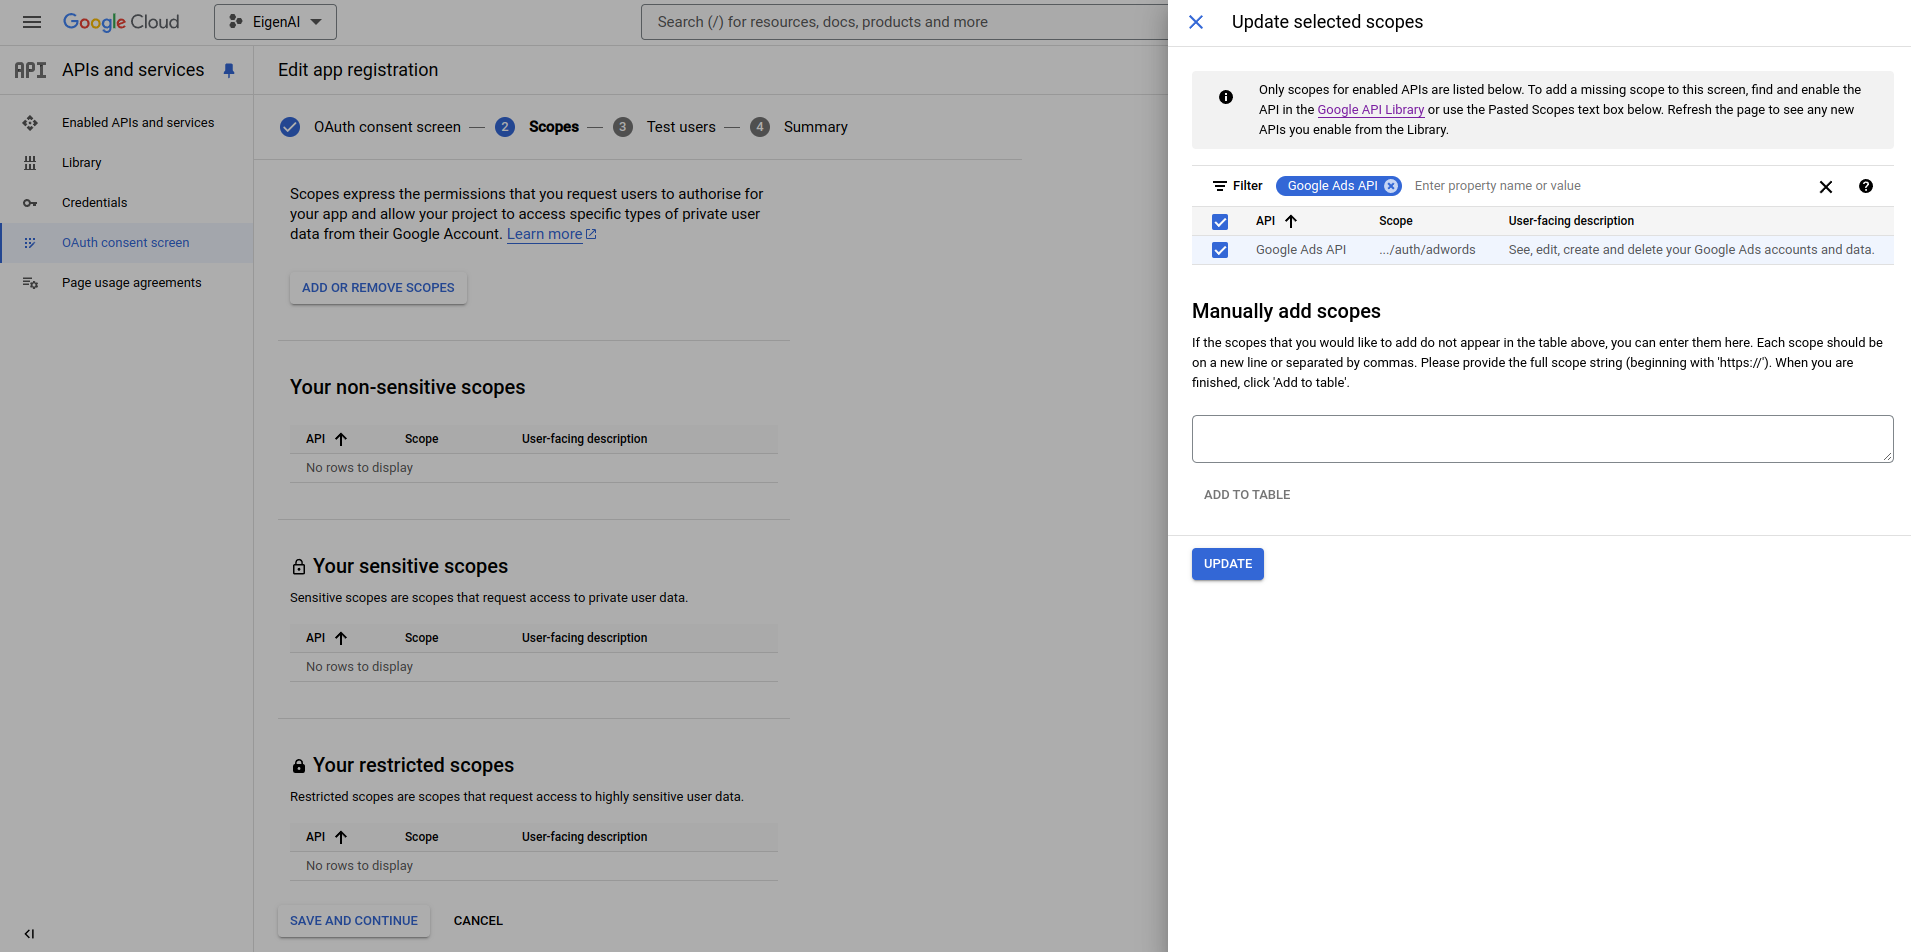 Google Cloud
EigenAI
Search (/) for resources, docs, products and more
API APIs and services
Enabled APIs and services
Library
Credentials
OAuth consent screen
Page usage agreements
Edit app registration
OAuth consent screen — 2 Scopes — 3 Test users — 4 Summary
Scopes express the permissions that you request users to authorise for
your app and allow your project to access specific types of private user
data from their Google Account. Learn more
ADD OR REMOVE SCOPES
Your non-sensitive scopes
API Scope User-facing description
No rows to display
Your sensitive scopes
Sensitive scopes are scopes that request access to private user data.
API Scope User-facing description
No rows to display
Your restricted scopes
Restricted scopes are scopes that request access to highly sensitive user data.
API Scope User-facing description
No rows to display
SAVE AND CONTINUE CANCEL
Update selected scopes
Only scopes for enabled APIs are listed below. To add a missing scope to this screen, find and enable the
API in the Google API Library or use the Pasted Scopes text box below. Refresh the page to see any new
APIs you enable from the Library.
Filter Google Ads API Enter property name or value
API Scope User-facing description
Google Ads API .../auth/adwords See, edit, create and delete your Google Ads accounts and data.
Manually add scopes
If the scopes that you would like to add do not appear in the table above, you can enter them here. Each scope should be
on a new line or separated by commas. Please provide the full scope string (beginning with 'https://'). When you are
finished, click 'Add to table'.
ADD TO TABLE
UPDATE